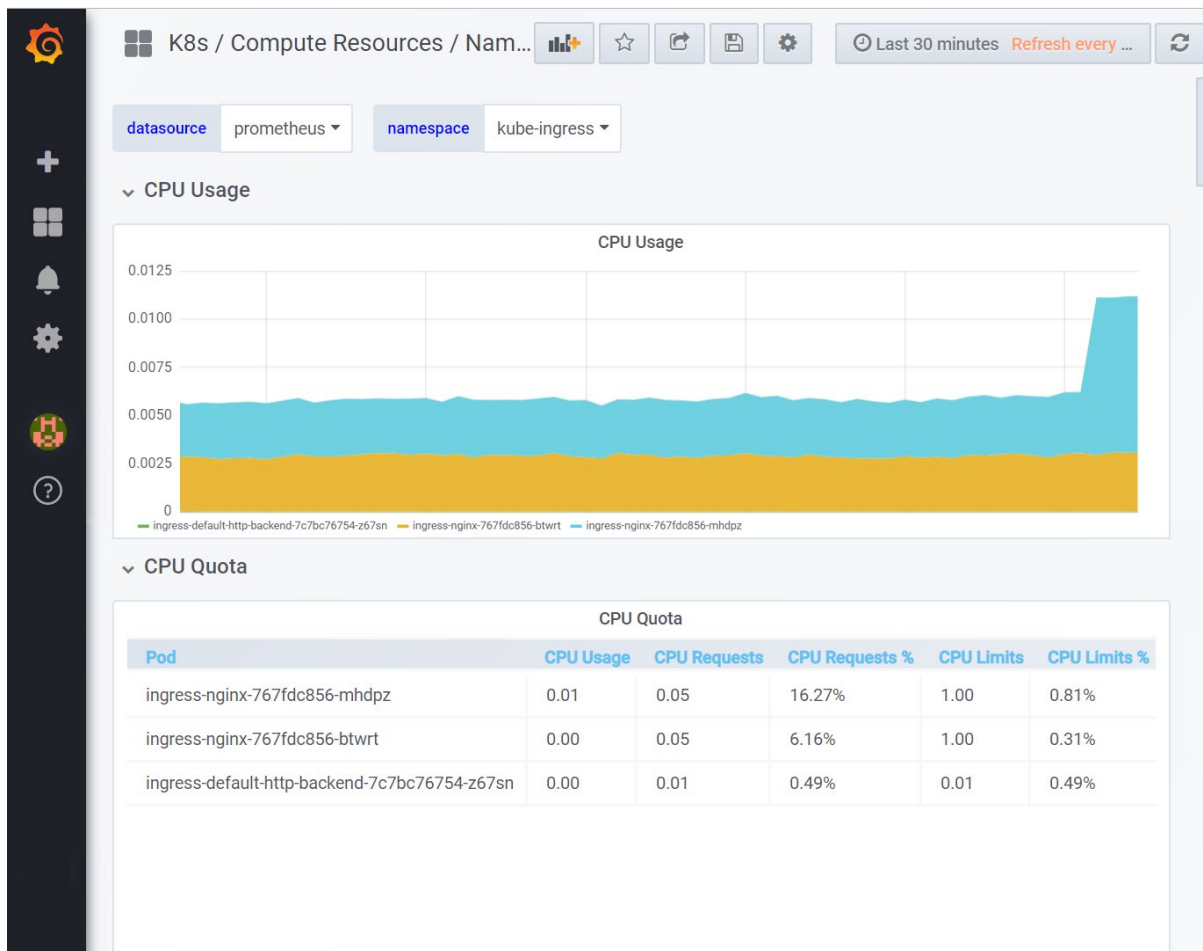 K8s / Compute Resources / Nam...
Last 30 minutes Refresh every ...
datasource prometheus namespace kube-ingress
CPU Usage
CPU Usage
0.0125
0.0100
0.0075
0.0050
0.0025
0
ingress-default-http-backend-7c7bc76754-z67sn ingress-nginx-767fdc856-btwrt ingress-nginx-767fdc856-mhdpz
CPU Quota
CPU Quota
Pod CPU Usage CPU Requests CPU Requests % CPU Limits CPU Limits %
ingress-nginx-767fdc856-mhdpz 0.01 0.05 16.27% 1.00 0.81%
ingress-nginx-767fdc856-btwrt 0.00 0.05 6.16% 1.00 0.31%
ingress-default-http-backend-7c7bc76754-z67sn 0.00 0.01 0.49% 0.01 0.49%